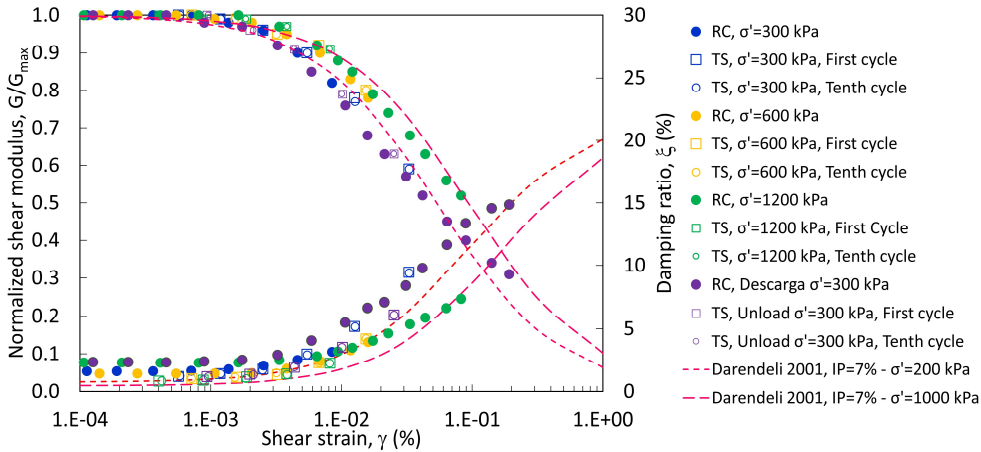 1.0
0.9
0.8
0.7
0.6
0.5
0.4
0.3
0.2
0.1
0.0
Normalized shear modulus, G/Gmax
30
25
20
15
10
5
0
Damping ratio, ξ (%)
1.E-04
1.E-03
1.E-02
1.E-01
1.E+00
Shear strain, γ (%)
RC, σ'=300 kPa
TS, σ'=300 kPa, First cycle
TS, σ'=300 kPa, Tenth cycle
RC, σ'=600 kPa
TS, σ'=600 kPa, First cycle
TS, σ'=600 kPa, Tenth cycle
RC, σ'=1200 kPa
TS, σ'=1200 kPa, First Cycle
TS, σ'=1200 kPa, Tenth cycle
RC, Descarga σ'=300 kPa
TS, Unload σ'=300 kPa, First cycle
TS, Unload σ'=300 kPa, Tenth cycle
Darendeli 2001, IP=7% - σ'=200 kPa
Darendeli 2001, IP=7% - σ'=1000 kPa